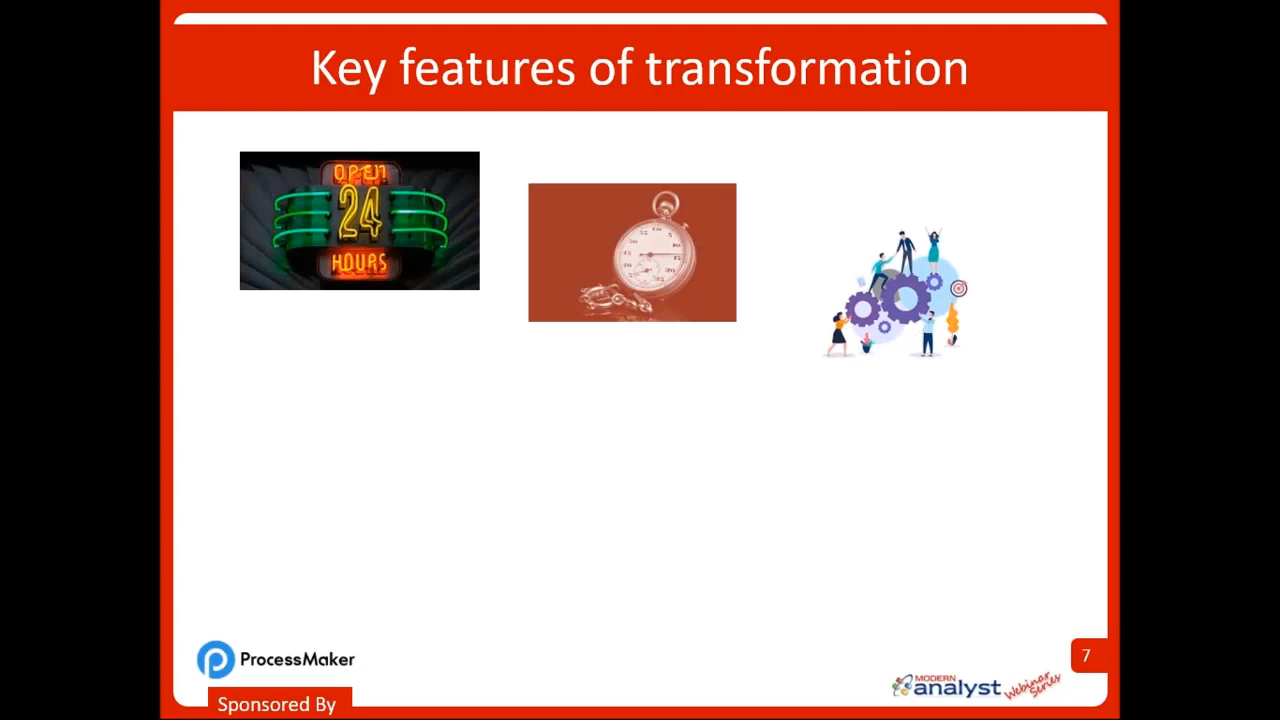 Key features of transformation
OPEN
24
HOURS
ProcessMaker
7
MODERN
analyst
Webinar
Series
Sponsored By